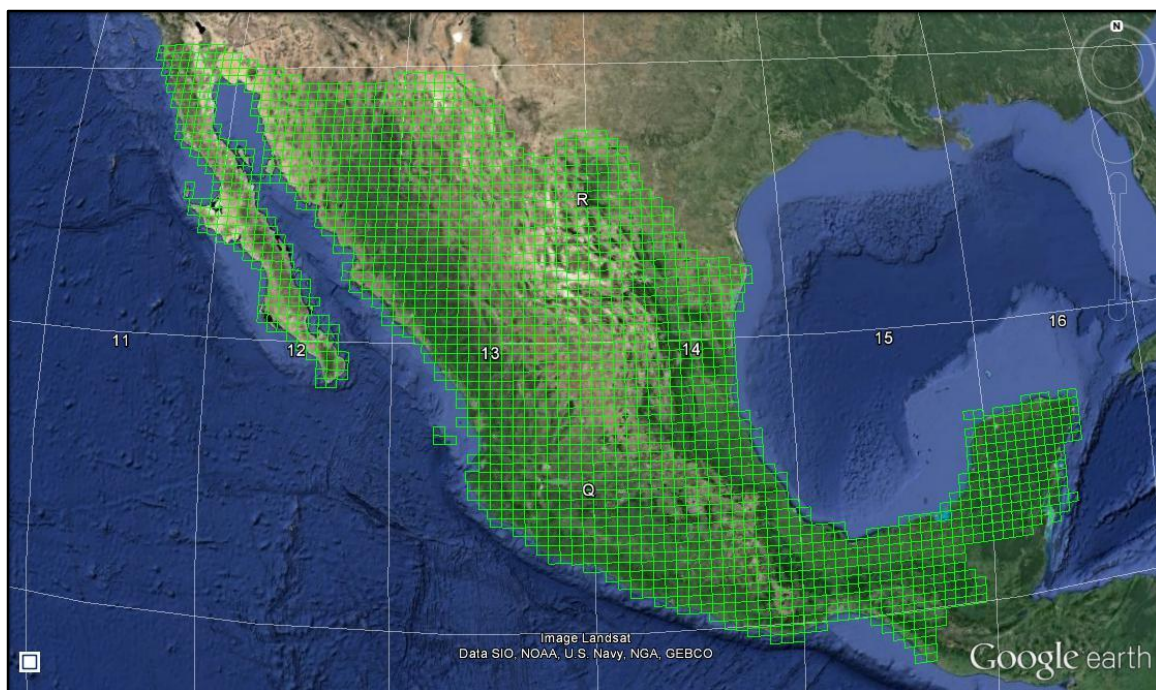 N
R
11
12
13
14
15
16
Q
Image Landsat
Data SIO, NOAA, U.S. Navy, NGA, GEBCO
Google earth